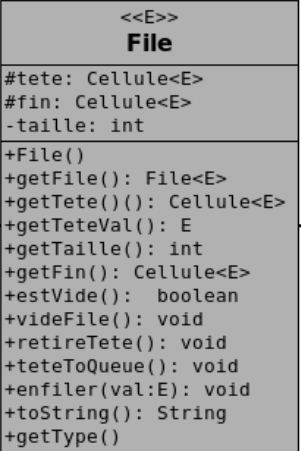 <<E>>
File
#tete: Cellule<E>
#fin: Cellule<E>
-taille: int
+File()
+getFile(): File<E>
+getTete()(): Cellule<E>
+getTeteVal(): E
+getTaille(): int
+getFin(): Cellule<E>
+estVide():  boolean
+videFile(): void
+retireTete(): void
+teteToQueue(): void
+enfiler(val:E): void
+toString(): String
+getType()